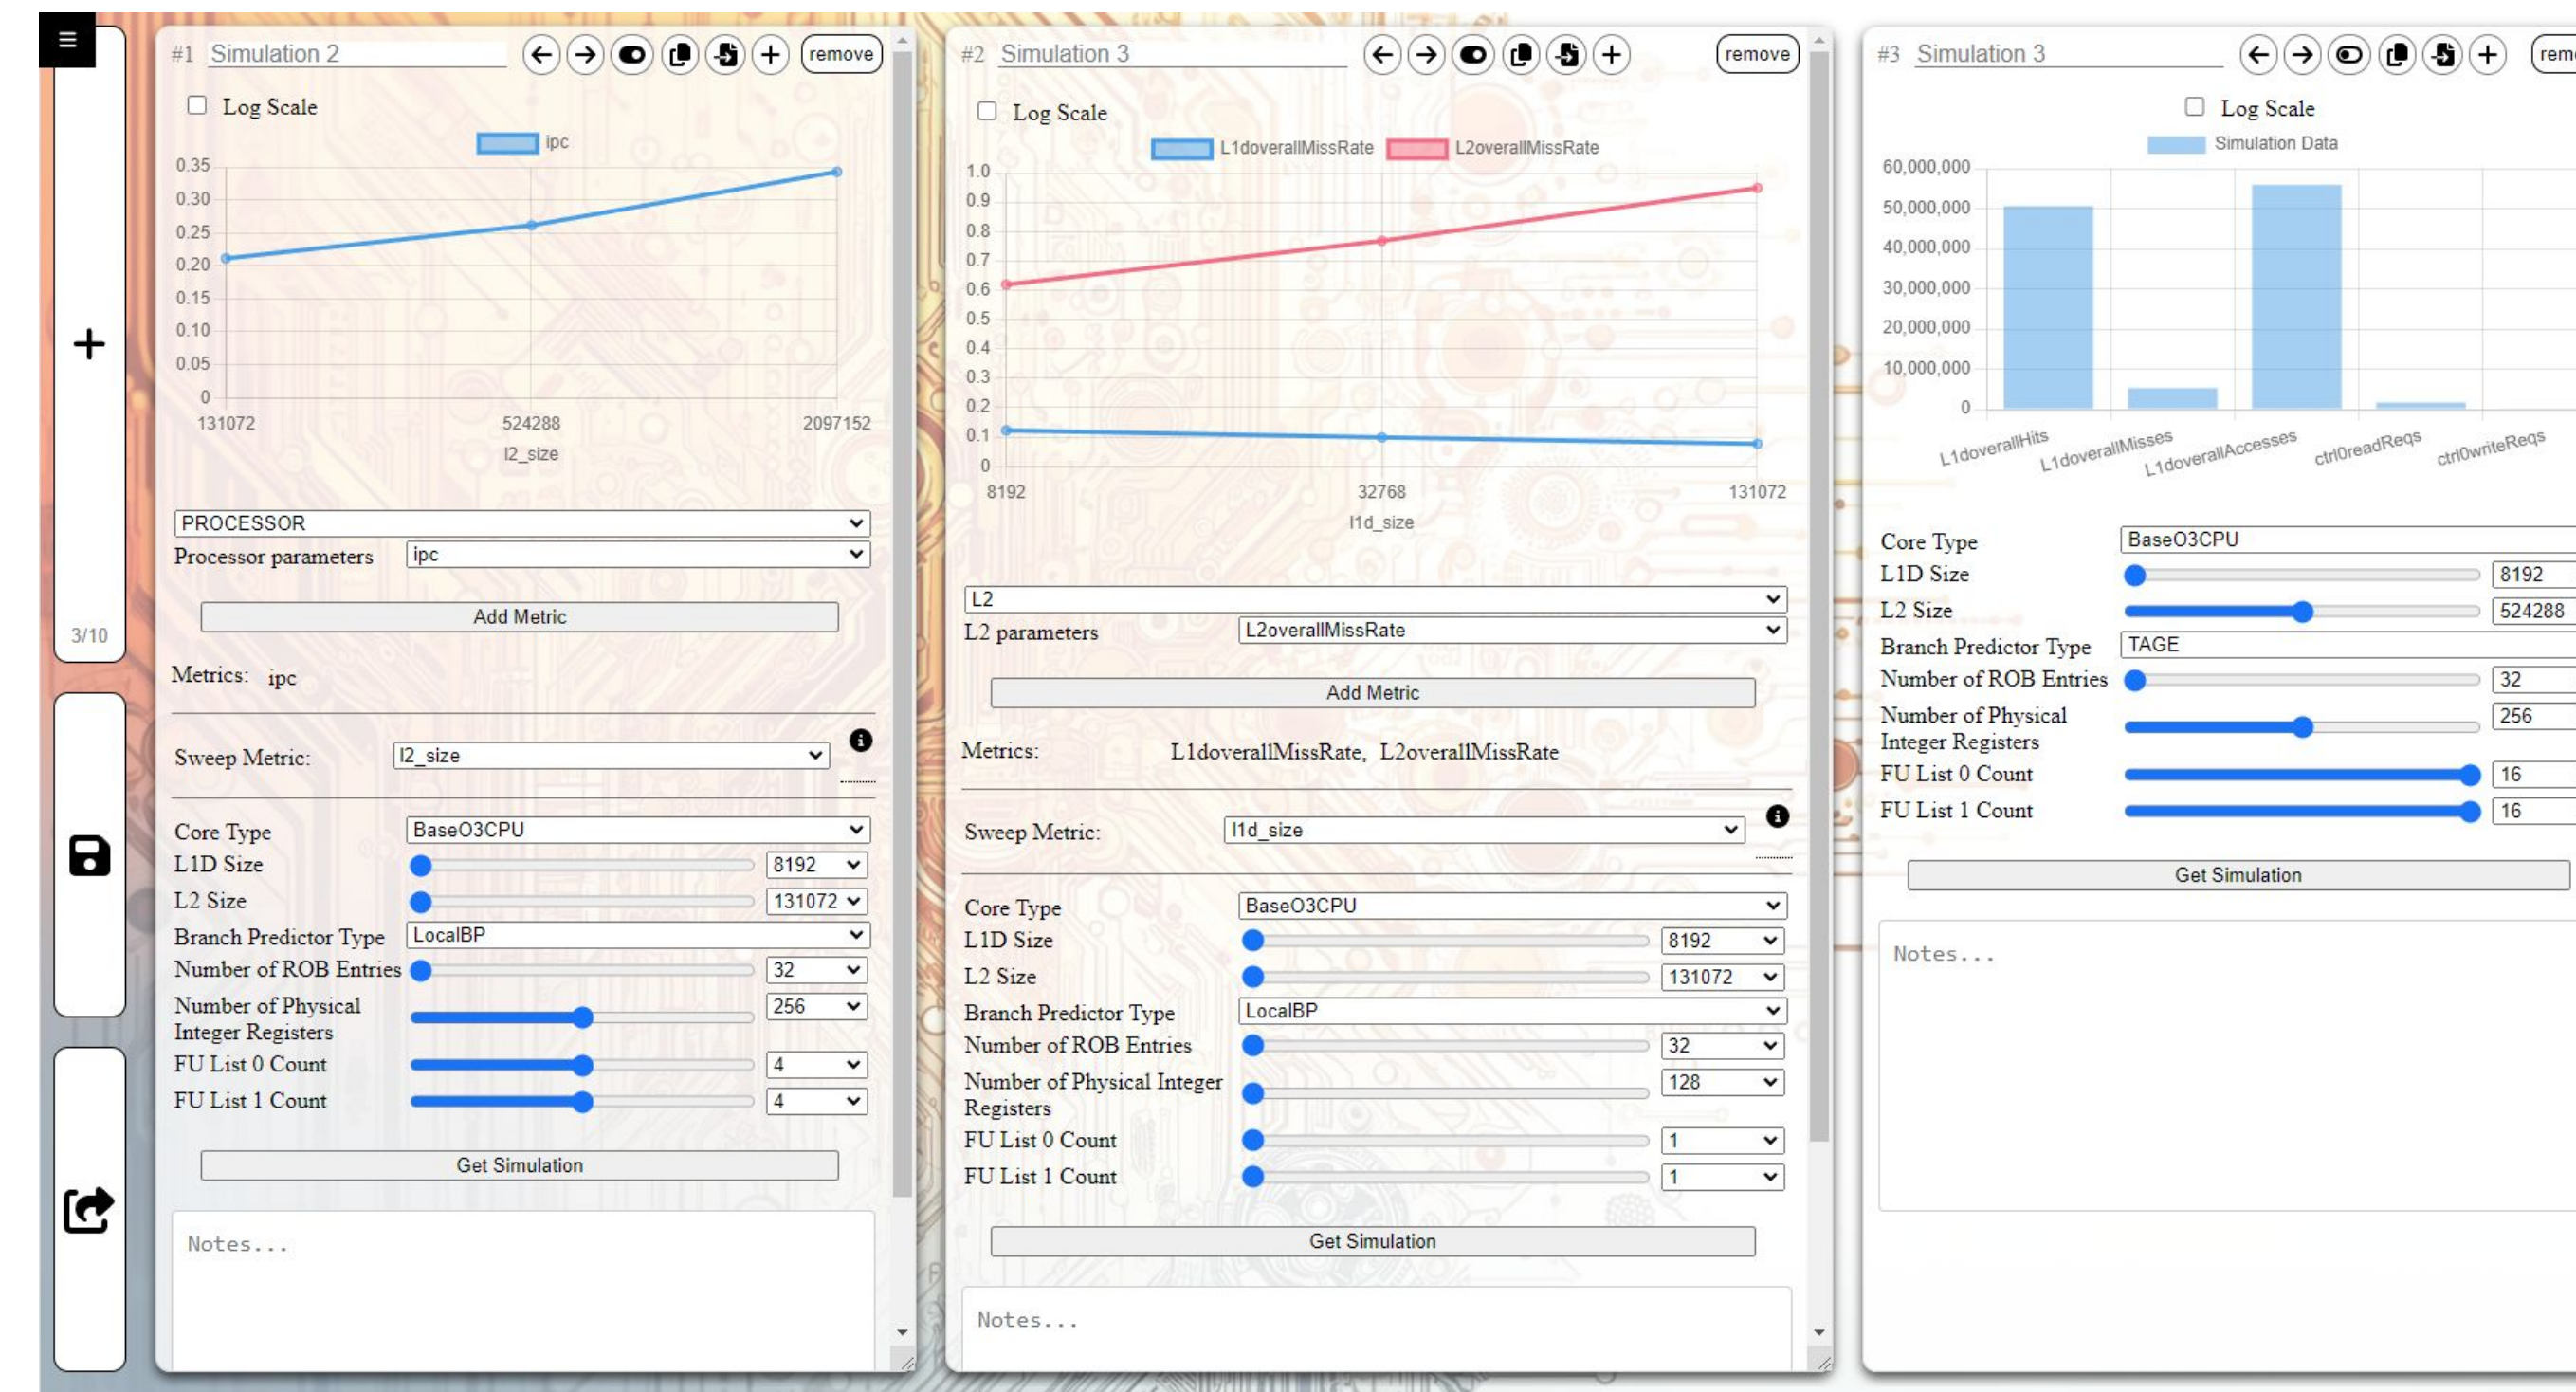 3/10
#1 Simulation 2 remove
Log Scale
ipc
0.35
0.30
0.25
0.20
0.15
0.10
0.05
0
131072 524288 2097152
l2_size
PROCESSOR
Processor parameters ipc
Add Metric
Metrics: ipc
Sweep Metric: l2_size
Core Type BaseO3CPU
L1D Size 8192
L2 Size 131072
Branch Predictor Type LocalBP
Number of ROB Entries 32
Number of Physical 256
Integer Registers
FU List 0 Count 4
FU List 1 Count 4
Get Simulation
Notes...
#2 Simulation 3 remove
Log Scale
L1doverallMissRate L2overallMissRate
1.0
0.9
0.8
0.7
0.6
0.5
0.4
0.3
0.2
0.1
0
8192 32768 131072
l1d_size
L2
L2 parameters L2overallMissRate
Add Metric
Metrics: L1doverallMissRate, L2overallMissRate
Sweep Metric: l1d_size
Core Type BaseO3CPU
L1D Size 8192
L2 Size 131072
Branch Predictor Type LocalBP
Number of ROB Entries 32
Number of Physical Integer 128
Registers
FU List 0 Count 1
FU List 1 Count 1
Get Simulation
Notes...
#3 Simulation 3 rem
Log Scale
Simulation Data
60,000,000
50,000,000
40,000,000
30,000,000
20,000,000
10,000,000
0
L1doverallHits L1doverallMisses L1doverallAccesses ctrl0readReqs ctrl0writeReqs
Core Type BaseO3CPU
L1D Size 8192
L2 Size 524288
Branch Predictor Type TAGE
Number of ROB Entries 32
Number of Physical 256
Integer Registers
FU List 0 Count 16
FU List 1 Count 16
Get Simulation
Notes...